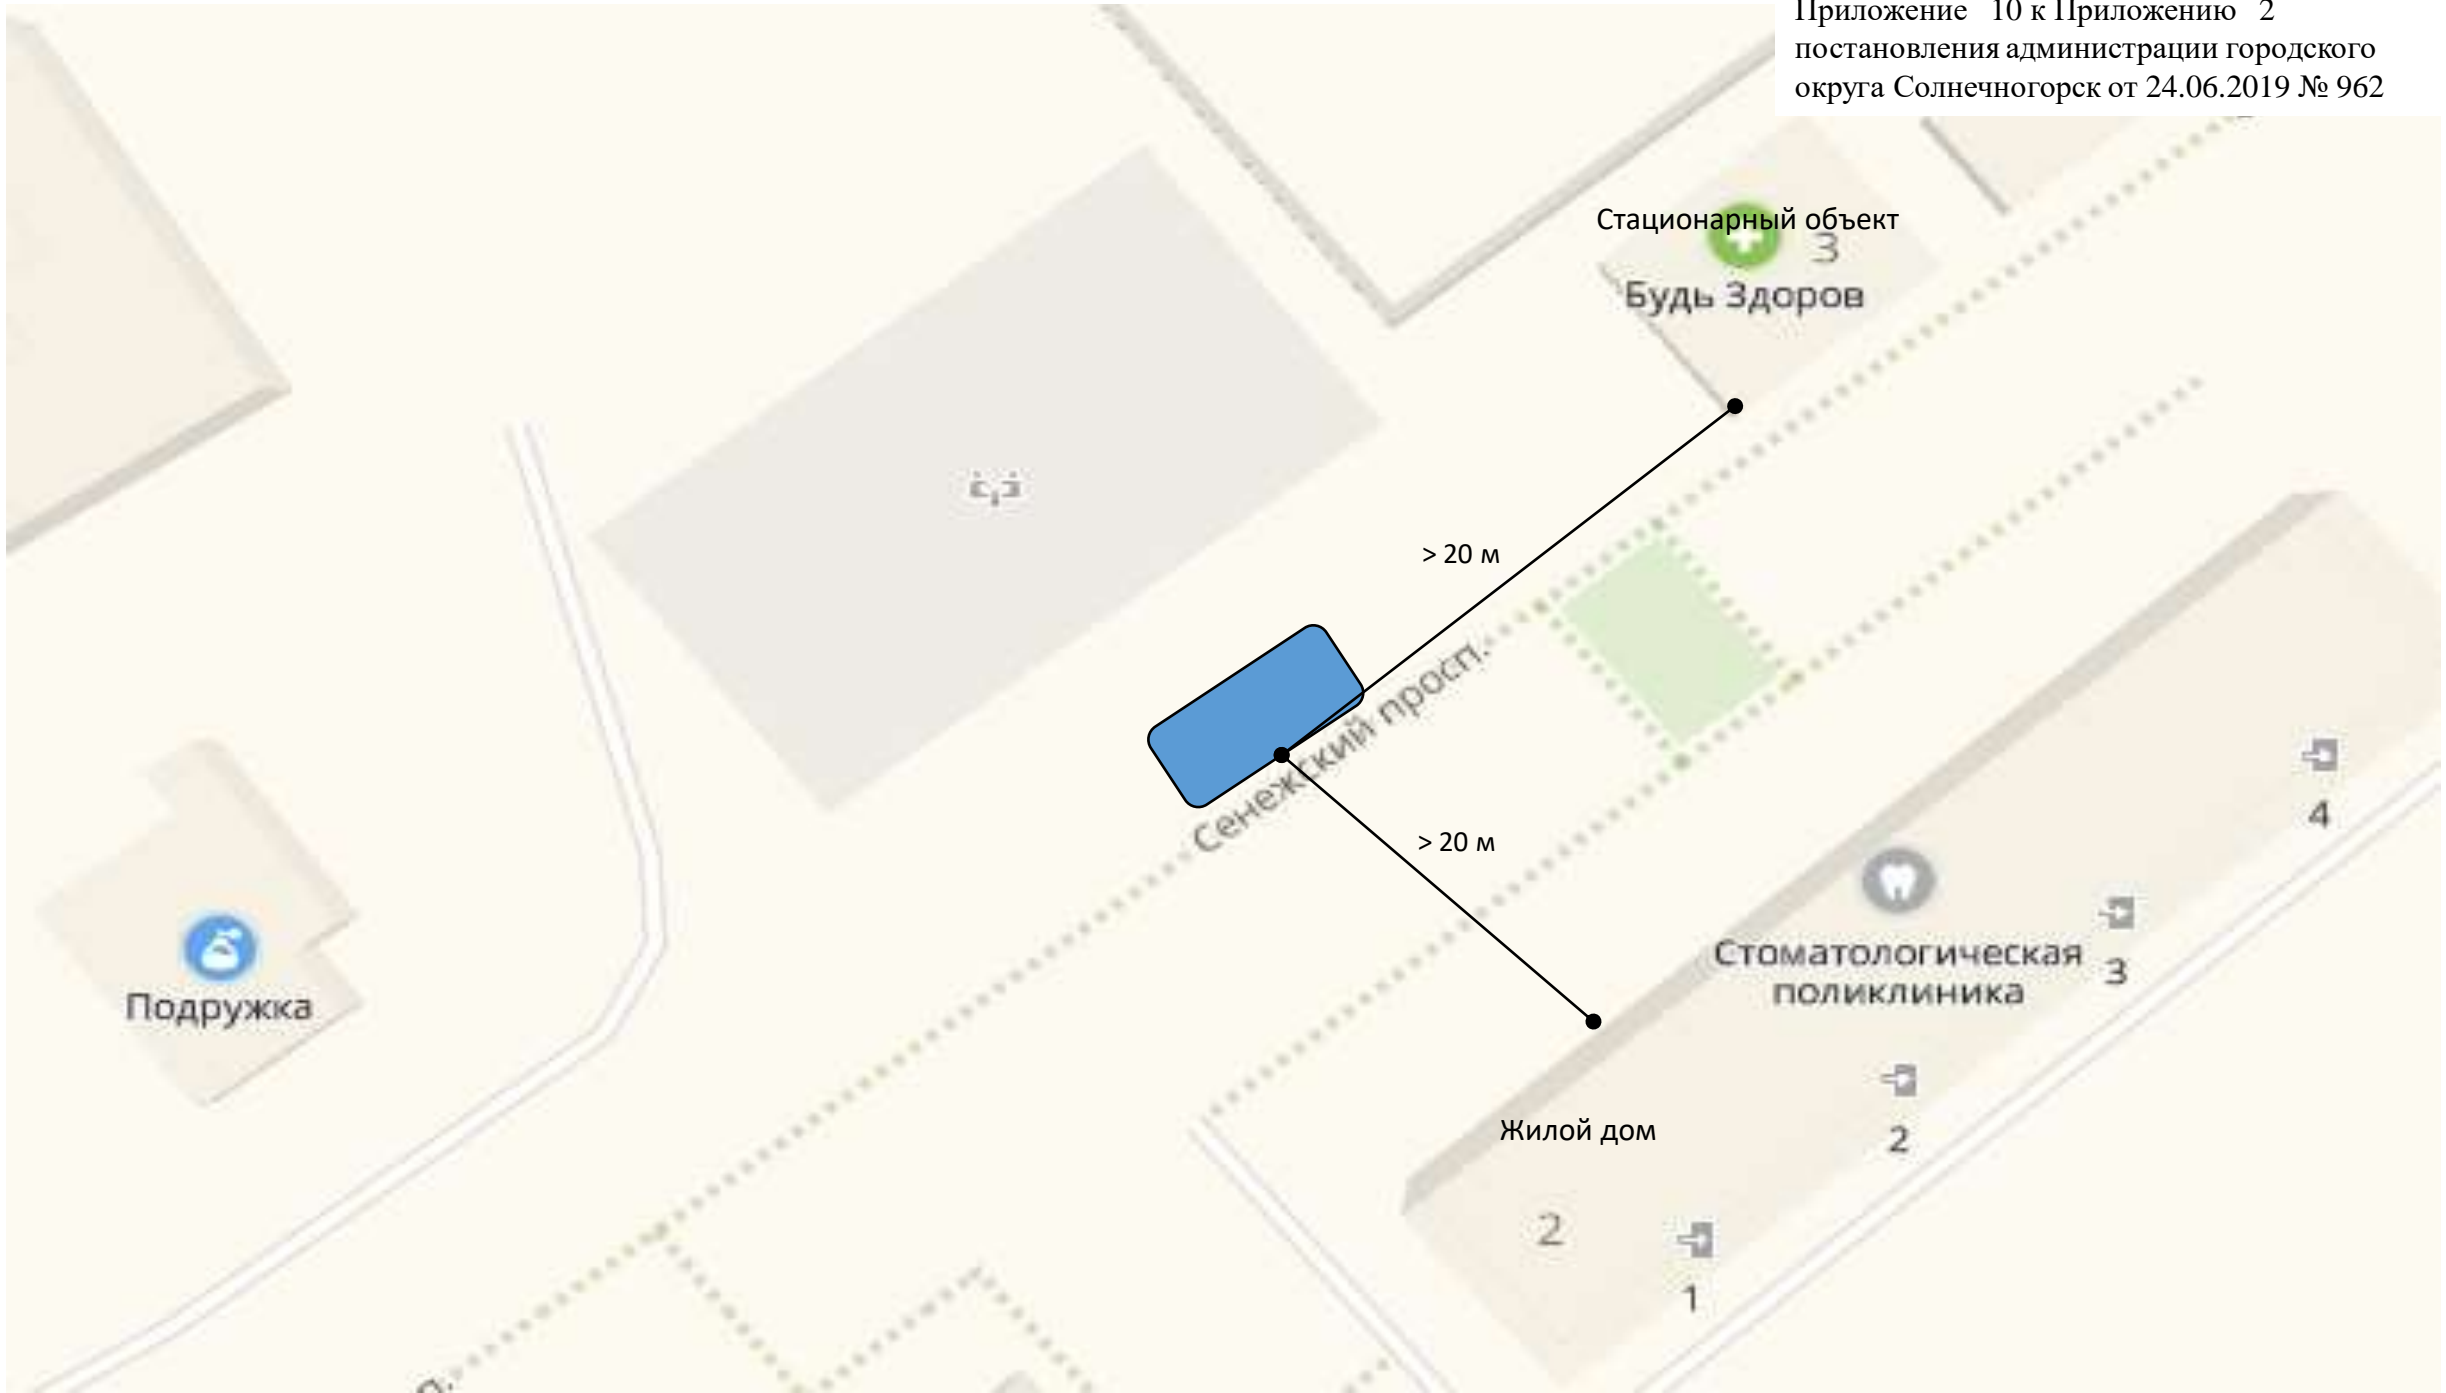 Приложение 10 к Приложению 2
постановления администрации городского
округа Солнечногорск от 24.06.2019 № 962
Стационарный объект
3
Будь Здоров
> 20 м
Сенежский просп.
> 20 м
4
Стоматологическая
поликлиника
3
Подружка
2
Жилой дом
2
1